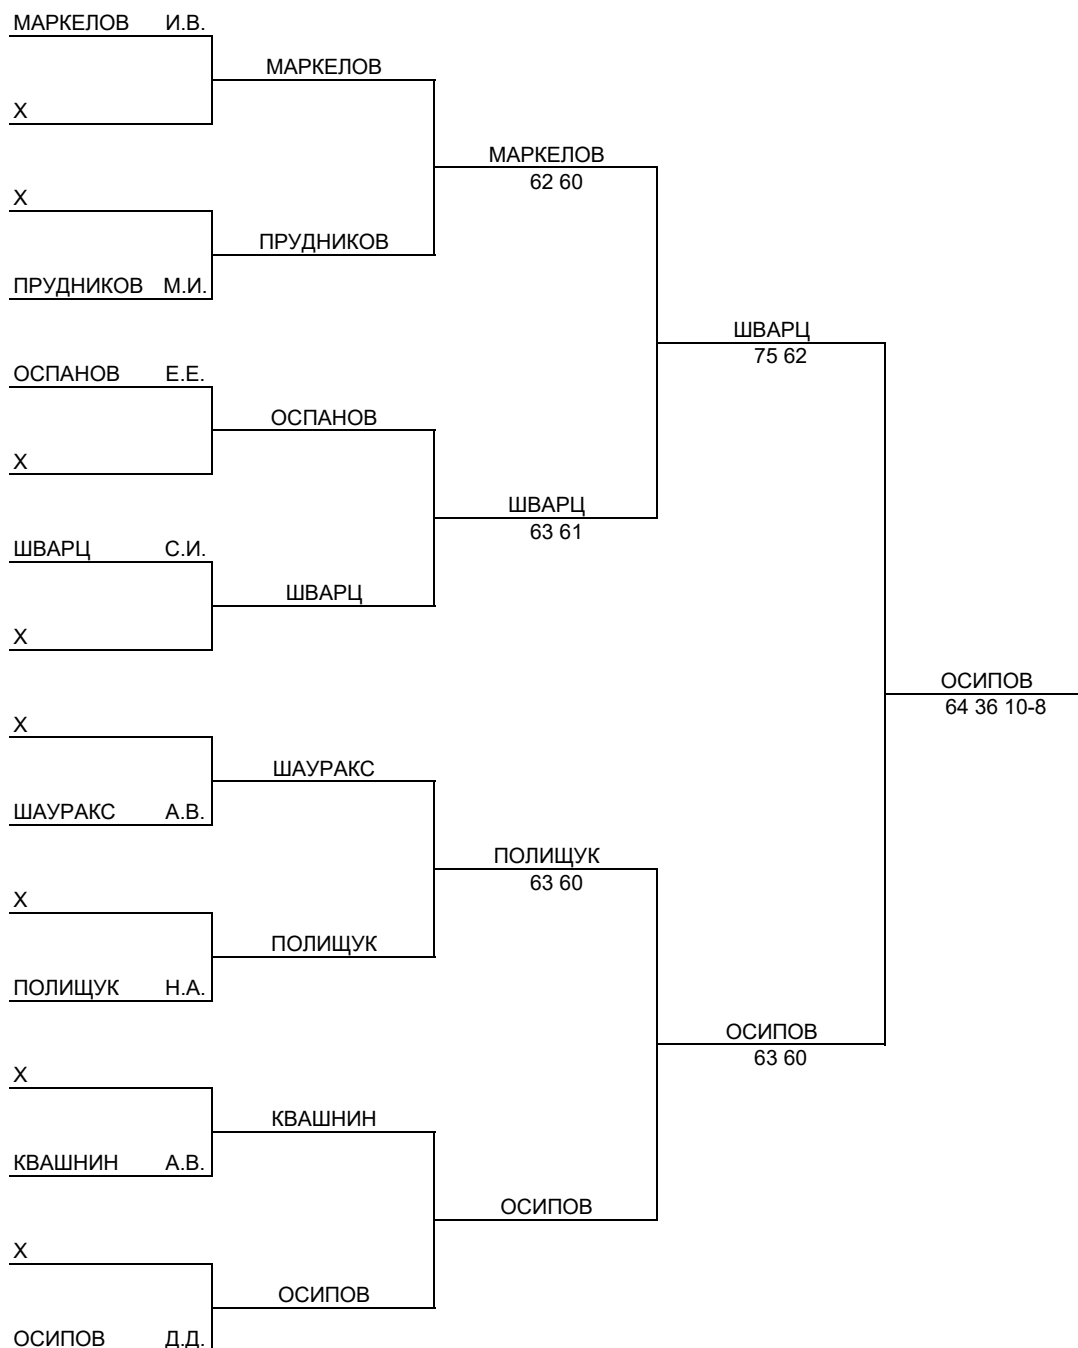 МАРКЕЛОВ И.В.
МАРКЕЛОВ
X
МАРКЕЛОВ
62 60
X
ПРУДНИКОВ
ПРУДНИКОВ М.И.
ШВАРЦ
75 62
ОСПАНОВ Е.Е.
ОСПАНОВ
X
ШВАРЦ
63 61
ШВАРЦ С.И.
ШВАРЦ
X
ОСИПОВ
64 36 10-8
X
ШАУРАКС
ШАУРАКС А.В.
ПОЛИЩУК
63 60
X
ПОЛИЩУК
ПОЛИЩУК Н.А.
ОСИПОВ
63 60
X
КВАШНИН
КВАШНИН А.В.
ОСИПОВ
X
ОСИПОВ
ОСИПОВ Д.Д.